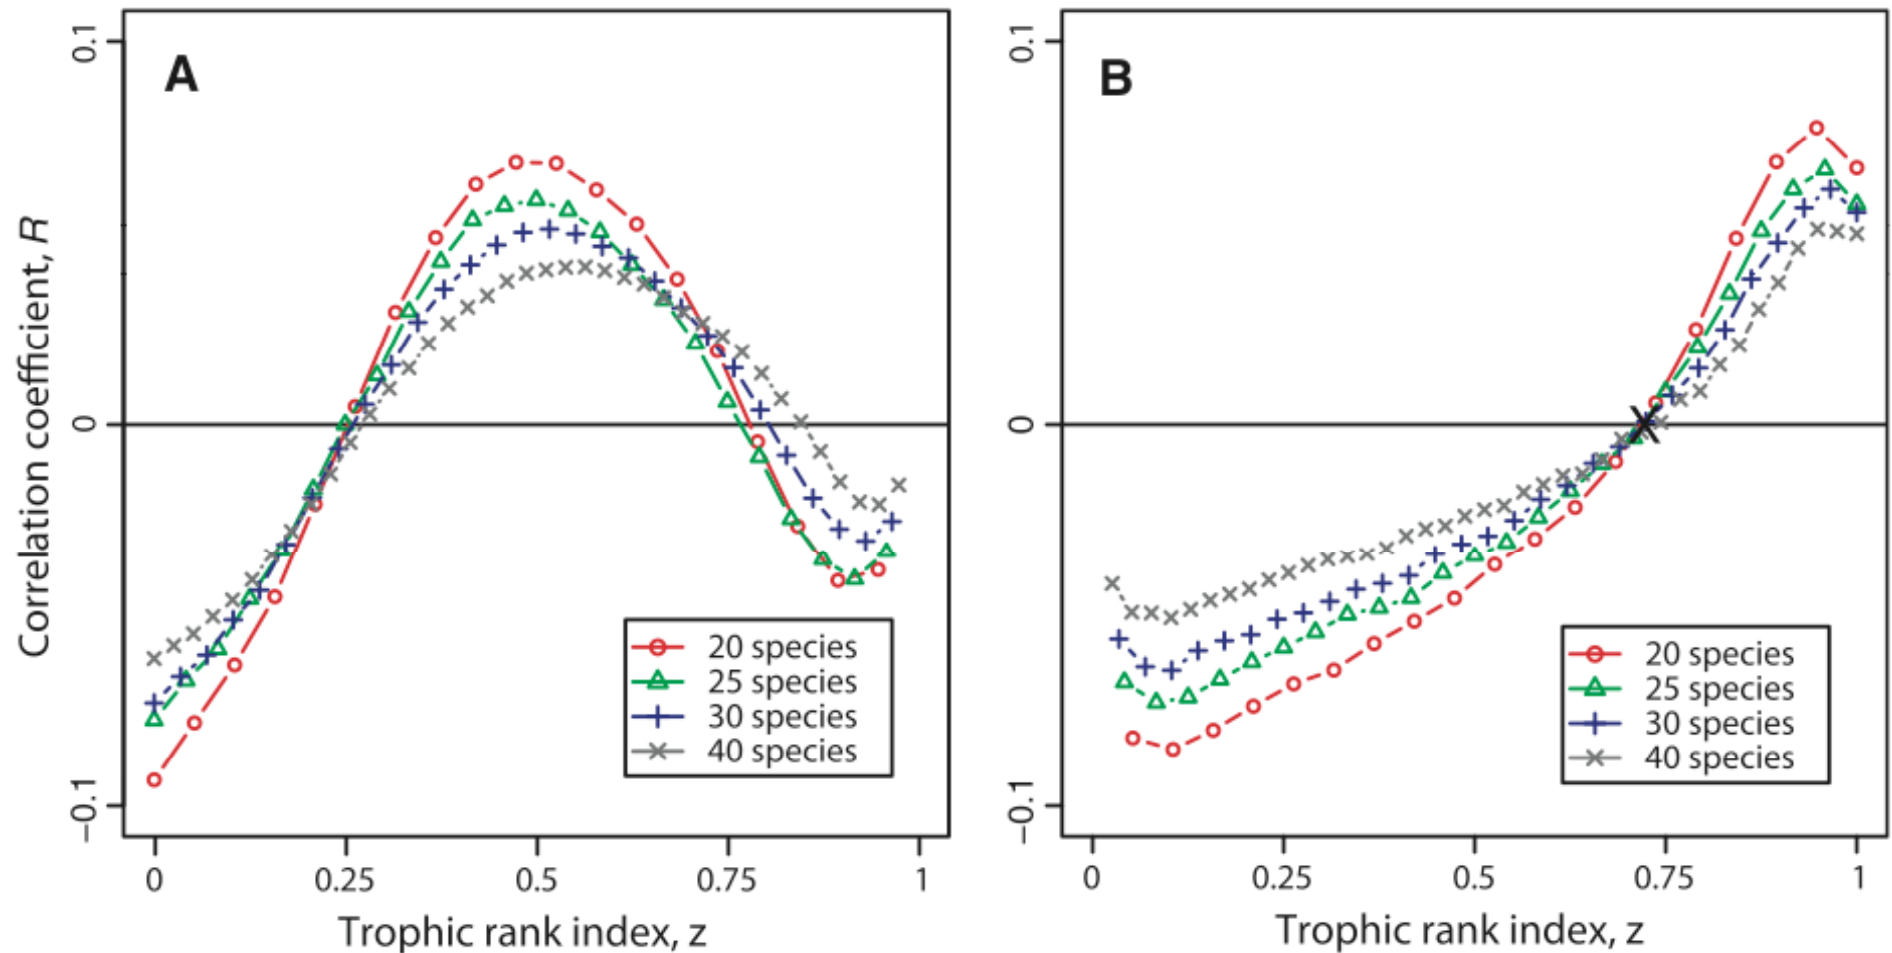 A
0.1
0
−0.1
Correlation coefficient, R
20 species
25 species
30 species
40 species
0 0.25 0.5 0.75 1
Trophic rank index, z
B
0.1
0
−0.1
X
20 species
25 species
30 species
40 species
0 0.25 0.5 0.75 1
Trophic rank index, z